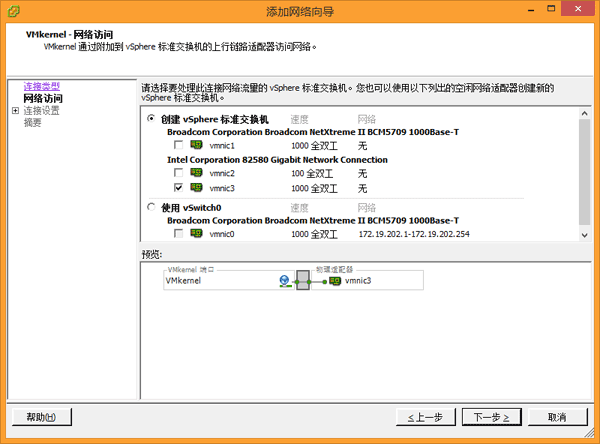 添加网络向导
VMkernel - 网络访问
VMkernel 通过附加到 vSphere 标准交换机的上行链路适配器访问网络。
连接类型
网络访问
连接设置
摘要
请选择要处理此连接网络流量的 vSphere 标准交换机。您也可以使用以下列出的空闲网络适配器创建新的
vSphere 标准交换机。
创建 vSphere 标准交换机 速度 网络
Broadcom Corporation Broadcom NetXtreme II BCM5709 1000Base-T
vmnic1 1000 全双工 无
Intel Corporation 82580 Gigabit Network Connection
vmnic2 100 全双工 无
vmnic3 1000 全双工 无
使用 vSwitch0 速度 网络
Broadcom Corporation Broadcom NetXtreme II BCM5709 1000Base-T
vmnic0 1000 全双工 172.19.202.1-172.19.202.254
预览:
VMkernel 端口 物理适配器
VMkernel vmnic3
帮助(H) ≤上一步 下一步≥ 取消